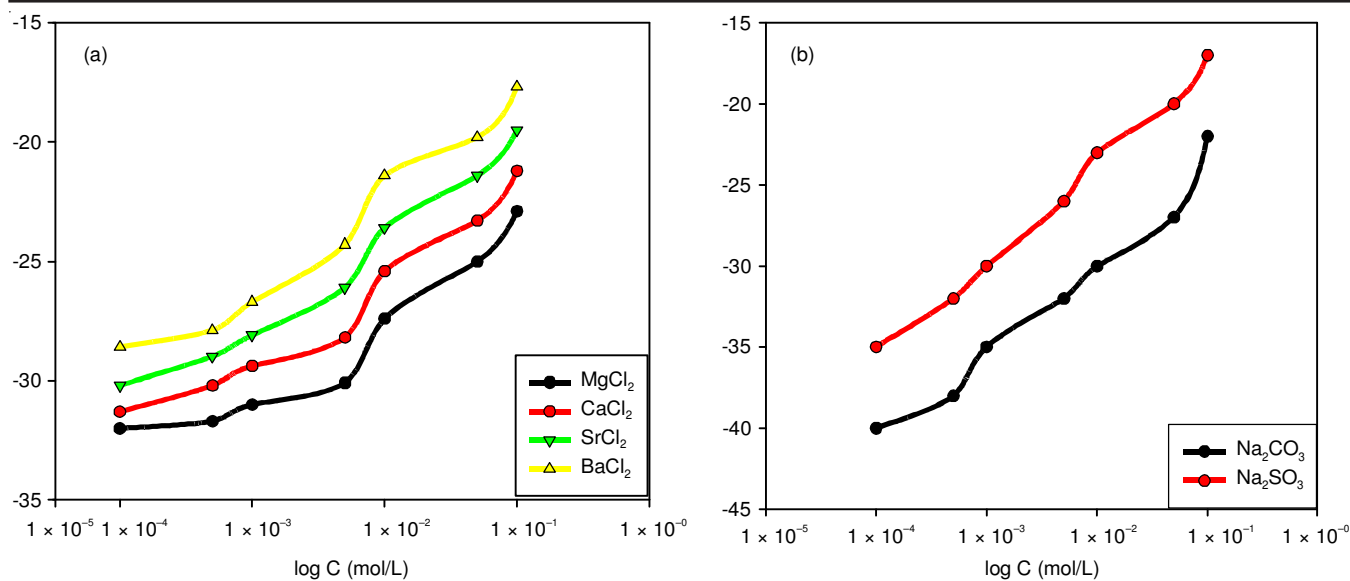 (a)
-15
-20
-25
-30
-35
1 × 10⁻⁵ 1 × 10⁻⁴ 1 × 10⁻³ 1 × 10⁻² 1 × 10⁻¹ 1 × 10⁻⁰
log C (mol/L)
MgCl₂
CaCl₂
SrCl₂
BaCl₂
(b)
-15
-20
-25
-30
-35
-40
-45
1 × 10⁻⁵ 1 × 10⁻⁴ 1 × 10⁻³ 1 × 10⁻² 1 × 10⁻¹ 1 × 10⁻⁰
log C (mol/L)
Na₂CO₃
Na₂SO₃